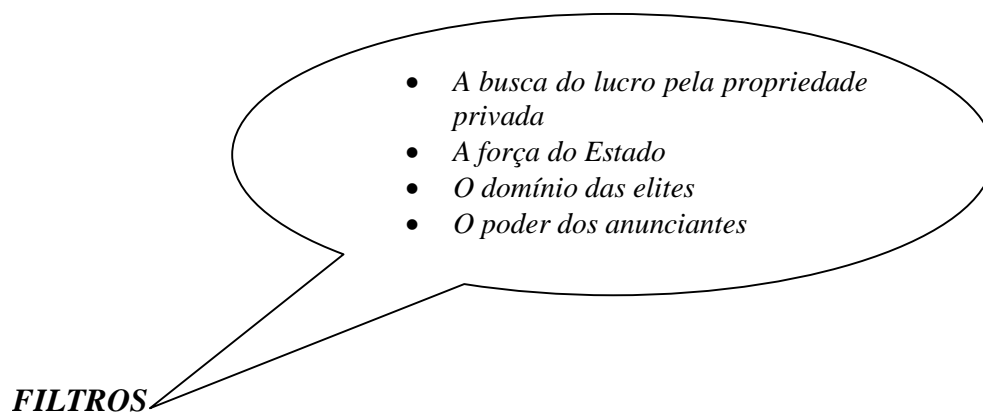 • A busca do lucro pela propriedade
privada
• A força do Estado
• O domínio das elites
• O poder dos anunciantes
FILTROS